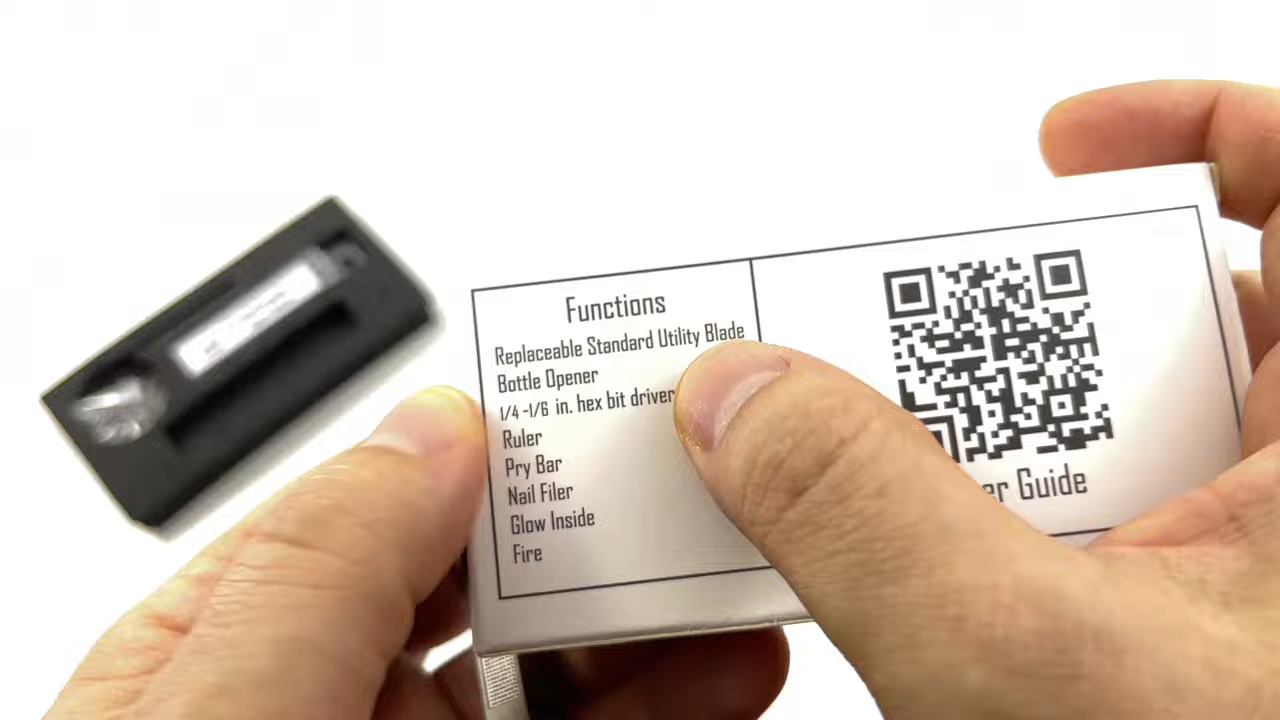 Functions
Replaceable Standard Utility Blade
Bottle Opener
1/4 -1/6 in. hex bit driver
Ruler
Pry Bar
Nail Filer
Glow Inside
Fire
er Guide